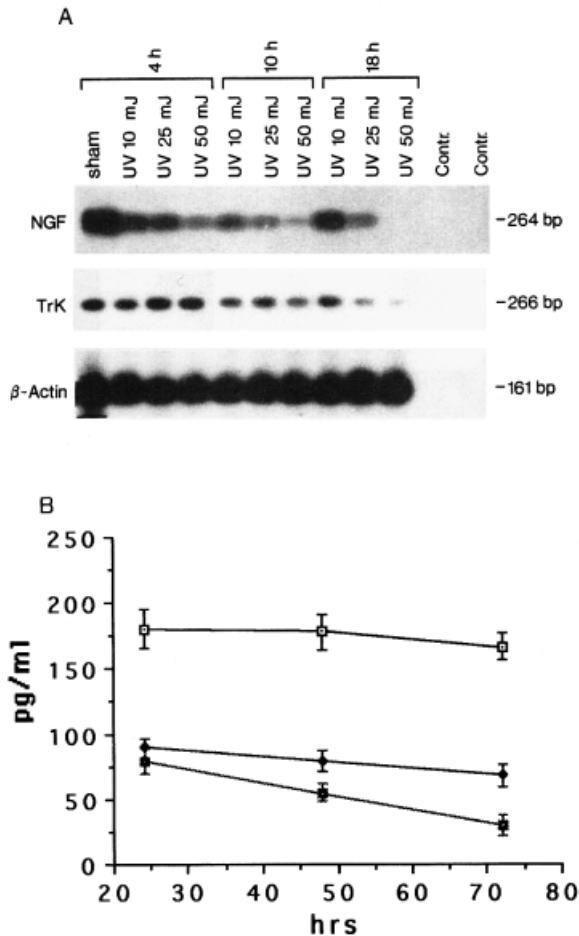 A
4 h 10 h 18 h
sham UV 10 mJ UV 25 mJ UV 50 mJ UV 10 mJ UV 25 mJ UV 50 mJ UV 10 mJ UV 25 mJ UV 50 mJ Contr. Contr.
NGF -264 bp
TrK -266 bp
β-Actin -161 bp
B
250
200
150
100
50
0
pg/ml
20 30 40 50 60 70 80
hrs